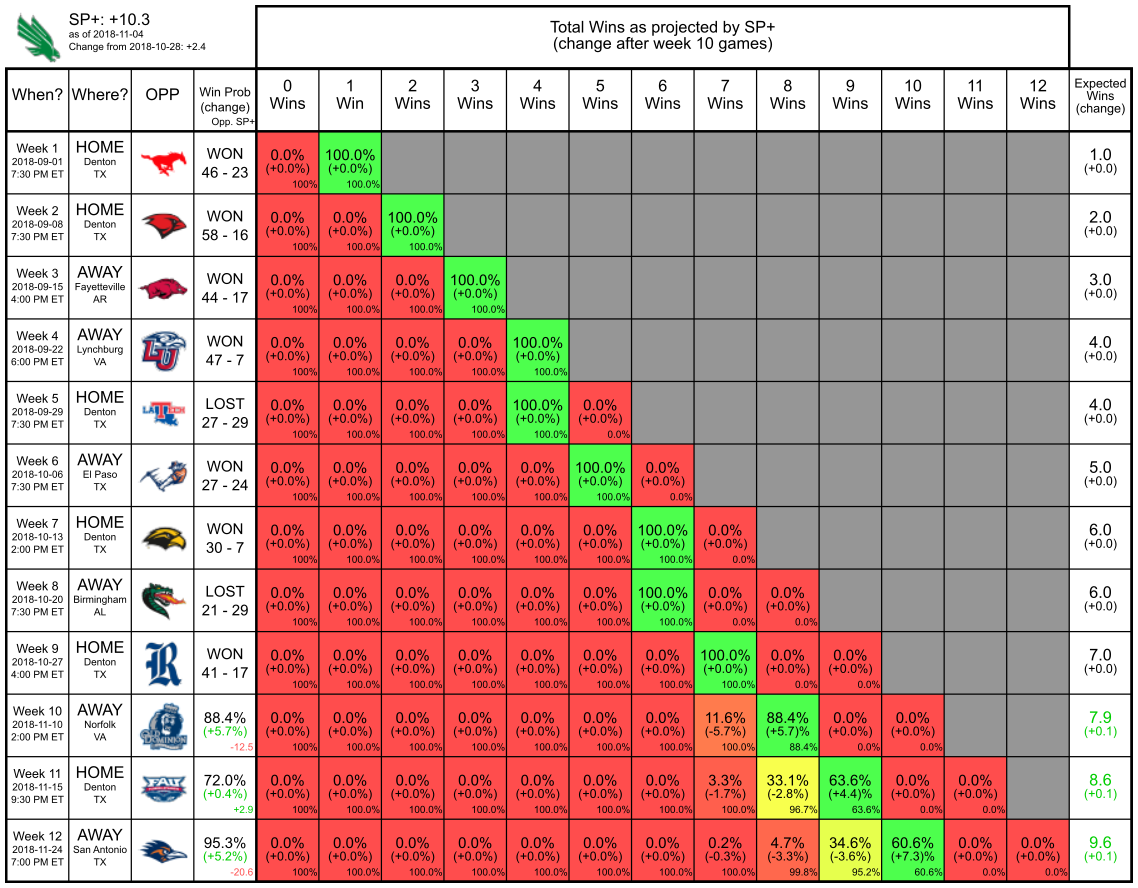 SP+: +10.3
as of 2018-11-04
Change from 2018-10-28: +2.4
Total Wins as projected by SP+
(change after week 10 games)
When? Where? OPP Win Prob (change) Opp. SP+ 0 Wins 1 Win 2 Wins 3 Wins 4 Wins 5 Wins 6 Wins 7 Wins 8 Wins 9 Wins 10 Wins 11 Wins 12 Wins Expected Wins (change)
Week 1 HOME WON 0.0% 100.0% 1.0
2018-09-01 Denton (+0.0%) (+0.0%) (+0.0)
7:30 PM ET TX 46 - 23 100% 100.0%
Week 2 HOME WON 0.0% 0.0% 100.0% 2.0
2018-09-08 Denton (+0.0%) (+0.0%) (+0.0%) (+0.0)
7:30 PM ET TX 58 - 16 100% 100.0% 100.0%
Week 3 AWAY WON 0.0% 0.0% 0.0% 100.0% 3.0
2018-09-15 Fayetteville (+0.0%) (+0.0%) (+0.0%) (+0.0%) (+0.0)
4:00 PM ET AR 44 - 17 100% 100.0% 100.0% 100.0%
Week 4 AWAY WON 0.0% 0.0% 0.0% 0.0% 100.0% 4.0
2018-09-22 Lynchburg LU (+0.0%) (+0.0%) (+0.0%) (+0.0%) (+0.0%) (+0.0)
6:00 PM ET VA 47 - 7 100% 100.0% 100.0% 100.0% 100.0%
Week 5 HOME LOST 0.0% 0.0% 0.0% 0.0% 100.0% 0.0% 4.0
2018-09-29 Denton LA TECH (+0.0%) (+0.0%) (+0.0%) (+0.0%) (+0.0%) (+0.0%) (+0.0)
7:30 PM ET TX 27 - 29 100% 100.0% 100.0% 100.0% 100.0% 0.0%
Week 6 AWAY WON 0.0% 0.0% 0.0% 0.0% 0.0% 100.0% 0.0% 5.0
2018-10-06 El Paso (+0.0%) (+0.0%) (+0.0%) (+0.0%) (+0.0%) (+0.0%) (+0.0%) (+0.0)
7:30 PM ET TX 27 - 24 100% 100.0% 100.0% 100.0% 100.0% 100.0% 0.0%
Week 7 HOME WON 0.0% 0.0% 0.0% 0.0% 0.0% 0.0% 100.0% 0.0% 6.0
2018-10-13 Denton (+0.0%) (+0.0%) (+0.0%) (+0.0%) (+0.0%) (+0.0%) (+0.0%) (+0.0%) (+0.0)
2:00 PM ET TX 30 - 7 100% 100.0% 100.0% 100.0% 100.0% 100.0% 100.0% 0.0%
Week 8 AWAY LOST 0.0% 0.0% 0.0% 0.0% 0.0% 0.0% 100.0% 0.0% 0.0% 6.0
2018-10-20 Birmingham (+0.0%) (+0.0%) (+0.0%) (+0.0%) (+0.0%) (+0.0%) (+0.0%) (+0.0%) (+0.0%) (+0.0)
7:30 PM ET AL 21 - 29 100% 100.0% 100.0% 100.0% 100.0% 100.0% 100.0% 0.0% 0.0%
Week 9 HOME WON 0.0% 0.0% 0.0% 0.0% 0.0% 0.0% 0.0% 100.0% 0.0% 0.0% 7.0
2018-10-27 Denton R (+0.0%) (+0.0%) (+0.0%) (+0.0%) (+0.0%) (+0.0%) (+0.0%) (+0.0%) (+0.0%) (+0.0%) (+0.0)
4:00 PM ET TX 41 - 17 100% 100.0% 100.0% 100.0% 100.0% 100.0% 100.0% 100.0% 0.0% 0.0%
Week 10 AWAY 88.4% 0.0% 0.0% 0.0% 0.0% 0.0% 0.0% 0.0% 11.6% 88.4% 0.0% 0.0% 7.9
2018-11-10 Norfolk OLD DOMINION (+5.7%) (+0.0%) (+0.0%) (+0.0%) (+0.0%) (+0.0%) (+0.0%) (+0.0%) (-5.7%) (+5.7)% (+0.0%) (+0.0%) (+0.1)
2:00 PM ET VA -12.5 100% 100.0% 100.0% 100.0% 100.0% 100.0% 100.0% 100.0% 88.4% 0.0% 0.0%
Week 11 HOME 72.0% 0.0% 0.0% 0.0% 0.0% 0.0% 0.0% 0.0% 3.3% 33.1% 63.6% 0.0% 0.0% 8.6
2018-11-15 Denton FAU (+0.4%) (+0.0%) (+0.0%) (+0.0%) (+0.0%) (+0.0%) (+0.0%) (+0.0%) (-1.7%) (-2.8%) (+4.4)% (+0.0%) (+0.0%) (+0.1)
9:30 PM ET TX +2.9 100% 100.0% 100.0% 100.0% 100.0% 100.0% 100.0% 100.0% 96.7% 63.6% 0.0% 0.0%
Week 12 AWAY 95.3% 0.0% 0.0% 0.0% 0.0% 0.0% 0.0% 0.0% 0.2% 4.7% 34.6% 60.6% 0.0% 0.0% 9.6
2018-11-24 San Antonio (+5.2%) (+0.0%) (+0.0%) (+0.0%) (+0.0%) (+0.0%) (+0.0%) (+0.0%) (-0.3%) (-3.3%) (-3.6%) (+7.3)% (+0.0%) (+0.0%) (+0.1)
7:00 PM ET TX -20.6 100% 100.0% 100.0% 100.0% 100.0% 100.0% 100.0% 100.0% 99.8% 95.2% 60.6% 0.0% 0.0%